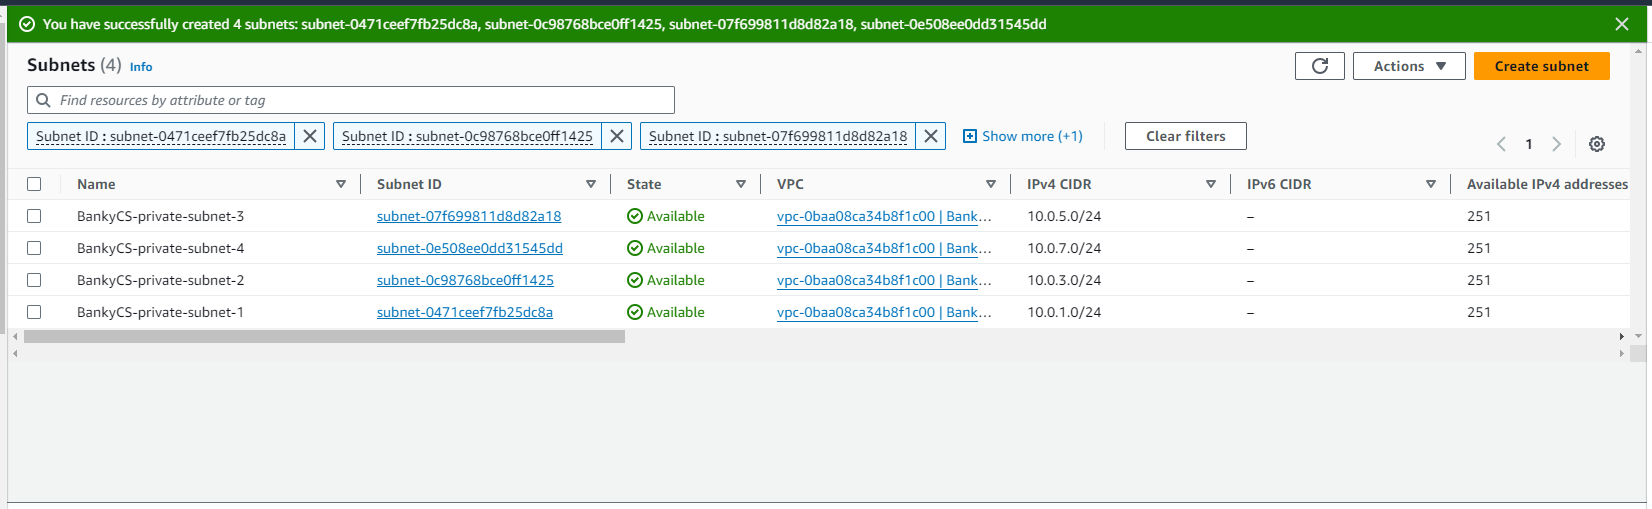 You have successfully created 4 subnets: subnet-0471ceef7fb25dc8a, subnet-0c98768bce0ff1425, subnet-07f699811d8d82a18, subnet-0e508ee0dd31545dd
Subnets (4) Info
Actions
Create subnet
Find resources by attribute or tag
Subnet ID : subnet-0471ceef7fb25dc8a
Subnet ID : subnet-0c98768bce0ff1425
Subnet ID : subnet-07f699811d8d82a18
Show more (+1)
Clear filters
1
Name Subnet ID State VPC IPv4 CIDR IPv6 CIDR Available IPv4 addresses
BankyCS-private-subnet-3 subnet-07f699811d8d82a18 Available vpc-0baa08ca34b8f1c00 | Bank… 10.0.5.0/24 – 251
BankyCS-private-subnet-4 subnet-0e508ee0dd31545dd Available vpc-0baa08ca34b8f1c00 | Bank… 10.0.7.0/24 – 251
BankyCS-private-subnet-2 subnet-0c98768bce0ff1425 Available vpc-0baa08ca34b8f1c00 | Bank… 10.0.3.0/24 – 251
BankyCS-private-subnet-1 subnet-0471ceef7fb25dc8a Available vpc-0baa08ca34b8f1c00 | Bank… 10.0.1.0/24 – 251